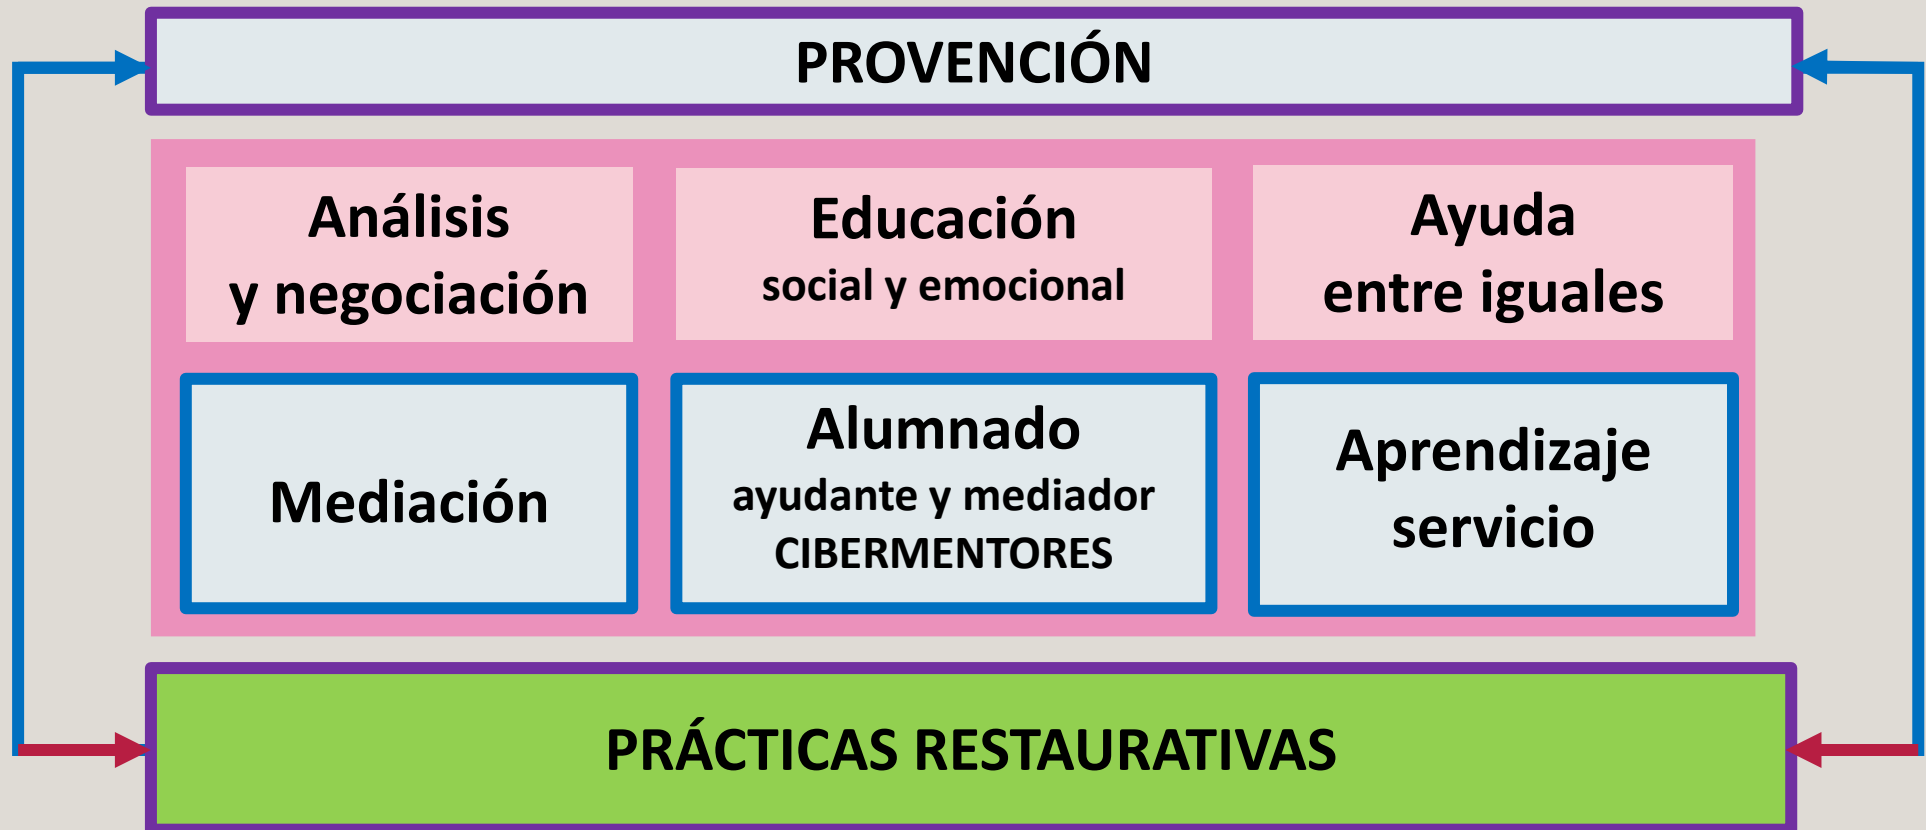 PROVENCIÓN
Análisis
y negociación
Educación
social y emocional
Ayuda
entre iguales
Mediación
Alumnado
ayudante y mediador
CIBERMENTORES
Aprendizaje
servicio
PRÁCTICAS RESTAURATIVAS